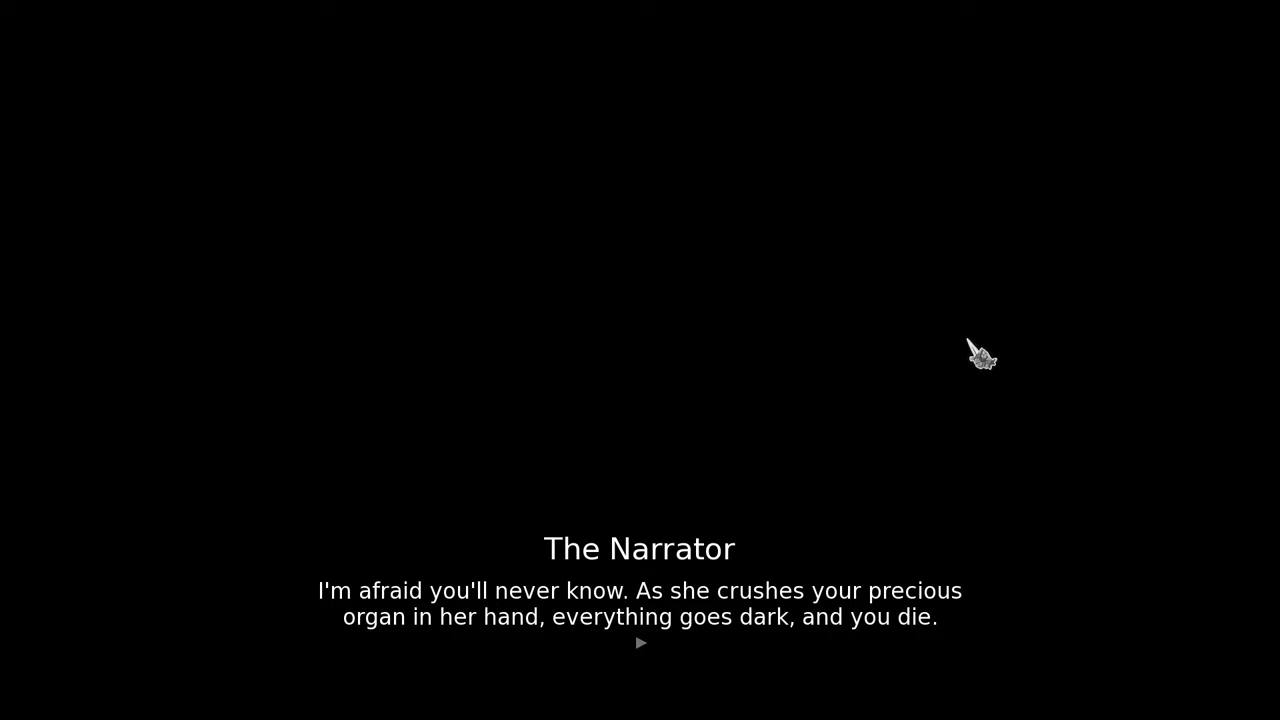 The Narrator
I'm afraid you'll never know. As she crushes your precious
organ in her hand, everything goes dark, and you die.